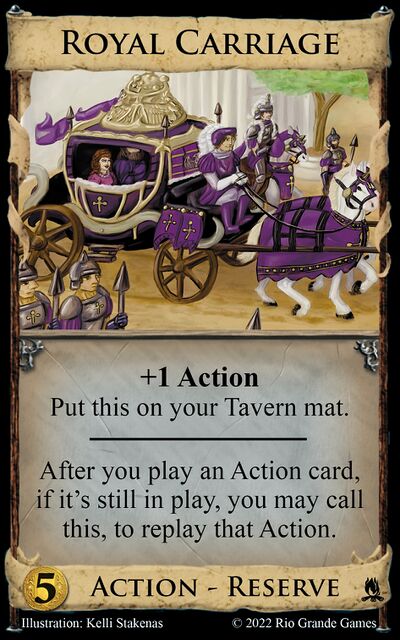 Royal Carriage
+1 Action
Put this on your Tavern mat.
After you play an Action card,
if it's still in play, you may call
this, to replay that Action.
5 Action - Reserve
Illustration: Kelli Stakenas © 2022 Rio Grande Games